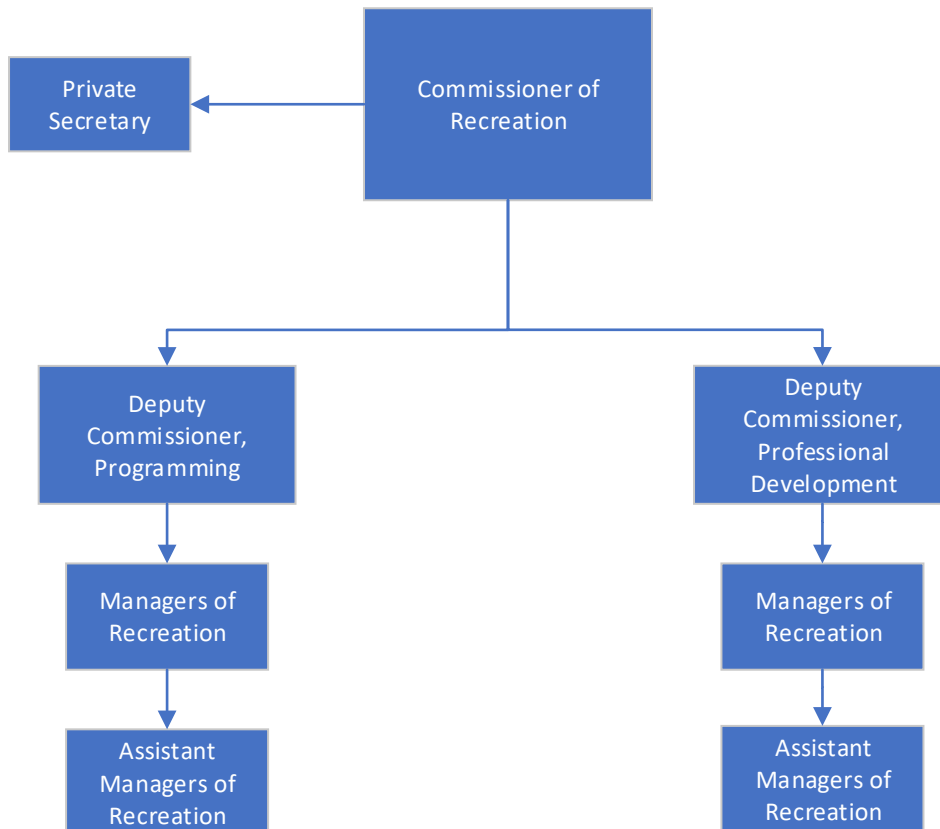 Private
Secretary
Commissioner of
Recreation
Deputy
Commissioner,
Programming
Deputy
Commissioner,
Professional
Development
Managers of
Recreation
Managers of
Recreation
Assistant
Managers of
Recreation
Assistant
Managers of
Recreation